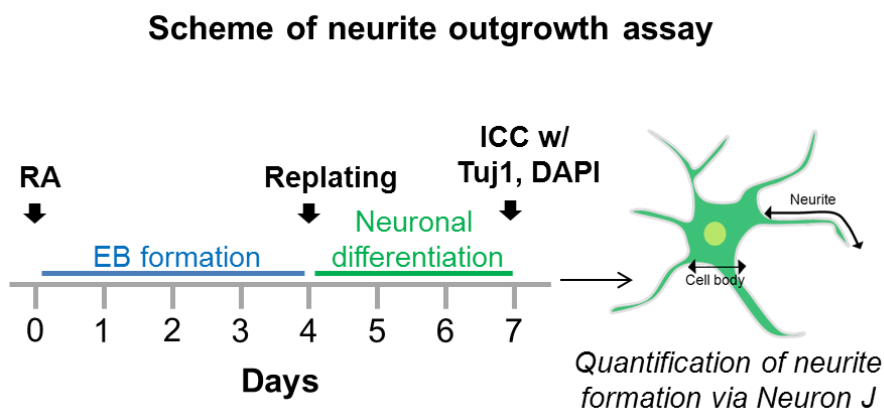 Scheme of neurite outgrowth assay
RA
Replating
ICC w/
Tuj1, DAPI
EB formation
Neuronal
differentiation
0 1 2 3 4 5 6 7
Days
Neurite
Cell body
Quantification of neurite
formation via Neuron J